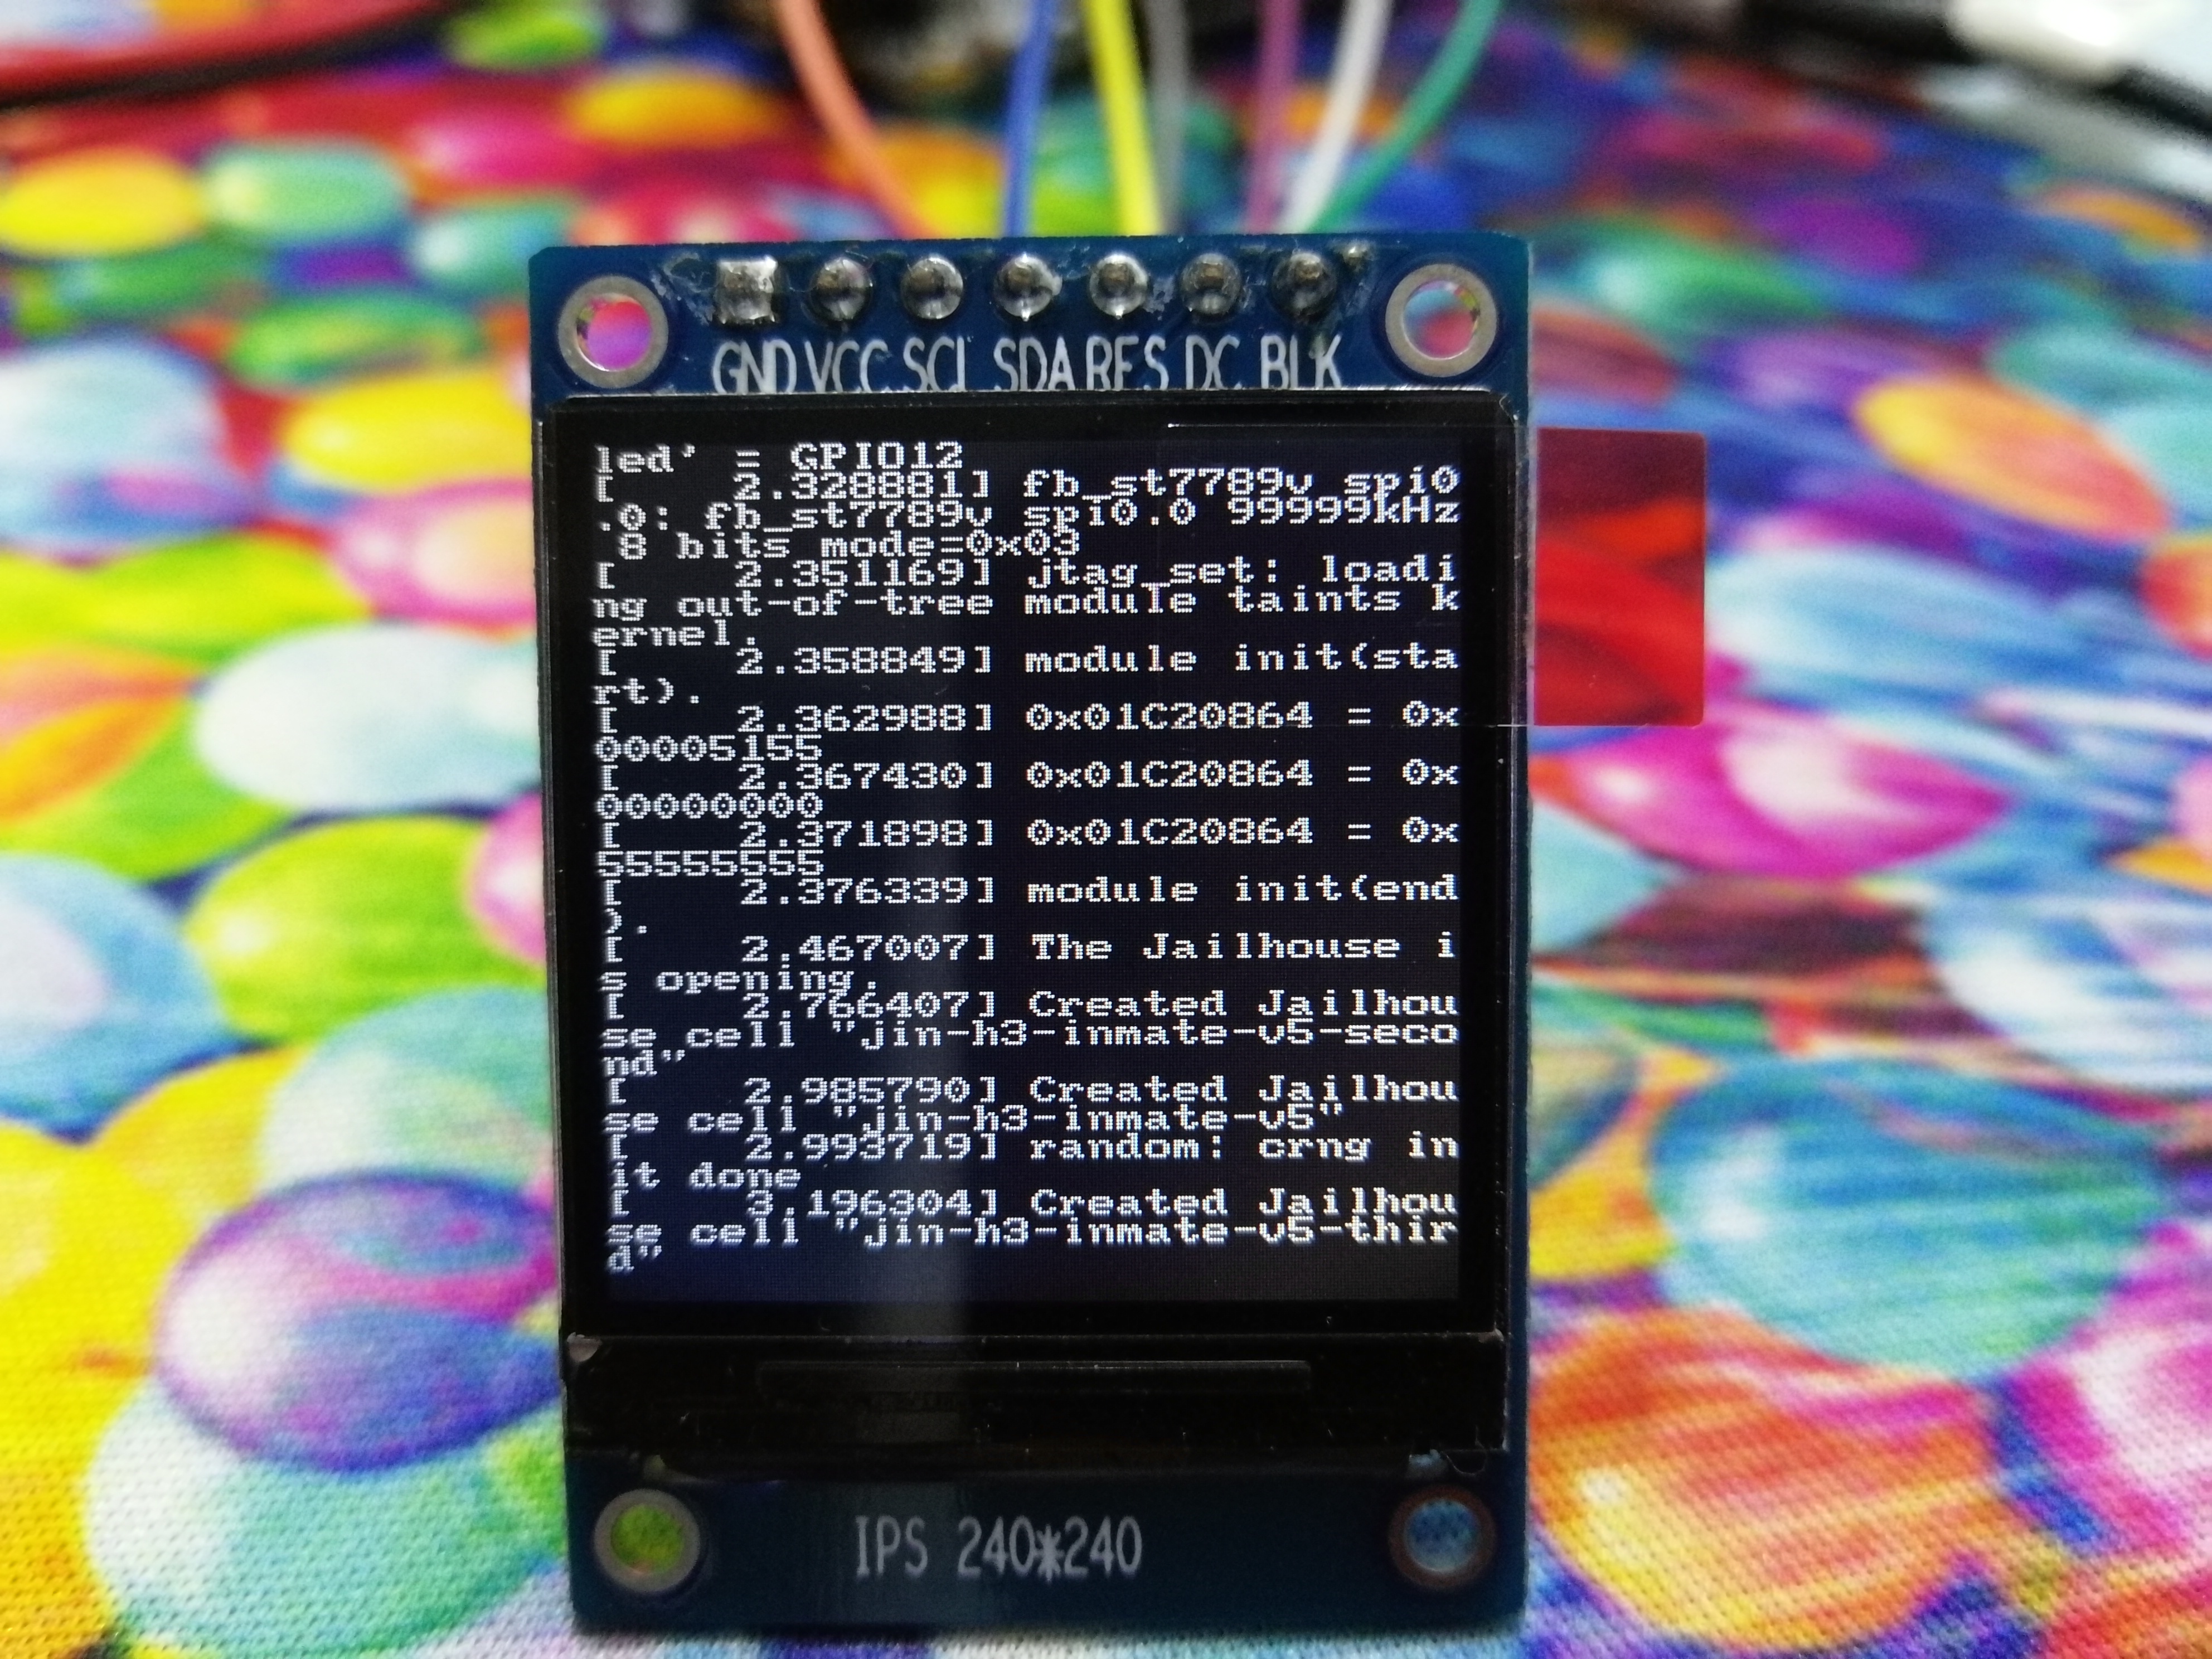 GND VCC SCL SDA RES DC BLK
led' = GPIO12
[    2.328881] fb_st7789v spi0
.0: fb_st7789v spi0.0 99999kHz
 8 bits mode=0x03
[    2.351169] jtag_set: loadi
ng out-of-tree module taints k
ernel.
[    2.358849] module init(sta
rt).
[    2.362988] 0x01C20864 = 0x
00005155
[    2.367430] 0x01C20864 = 0x
00000000
[    2.371898] 0x01C20864 = 0x
55555555
[    2.376339] module init(end
).
[    2.467007] The Jailhouse i
s opening.
[    2.766407] Created Jailhou
se cell "jin-h3-inmate-v5-seco
nd"
[    2.985790] Created Jailhou
se cell "jin-h3-inmate-v5"
[    2.993719] random: crng in
it done
[    3.196304] Created Jailhou
se cell "jin-h3-inmate-v5-thir
d"
IPS 240*240